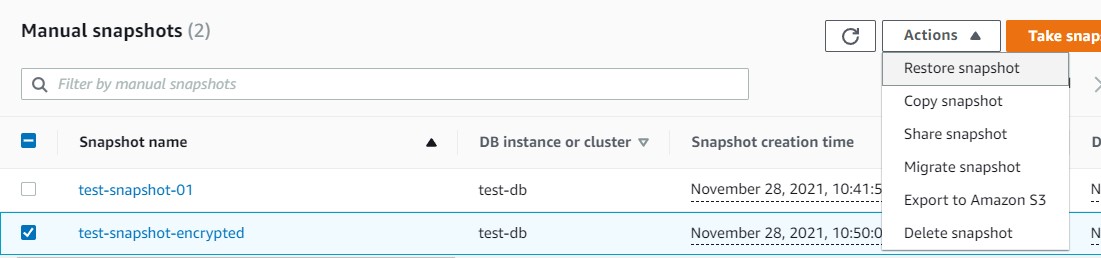 Manual snapshots (2)
Actions
Take snap
Filter by manual snapshots
Restore snapshot
Copy snapshot
Share snapshot
Migrate snapshot
Export to Amazon S3
Delete snapshot
Snapshot name DB instance or cluster Snapshot creation time D
test-snapshot-01 test-db November 28, 2021, 10:41:5 N
test-snapshot-encrypted test-db November 28, 2021, 10:50:0 N